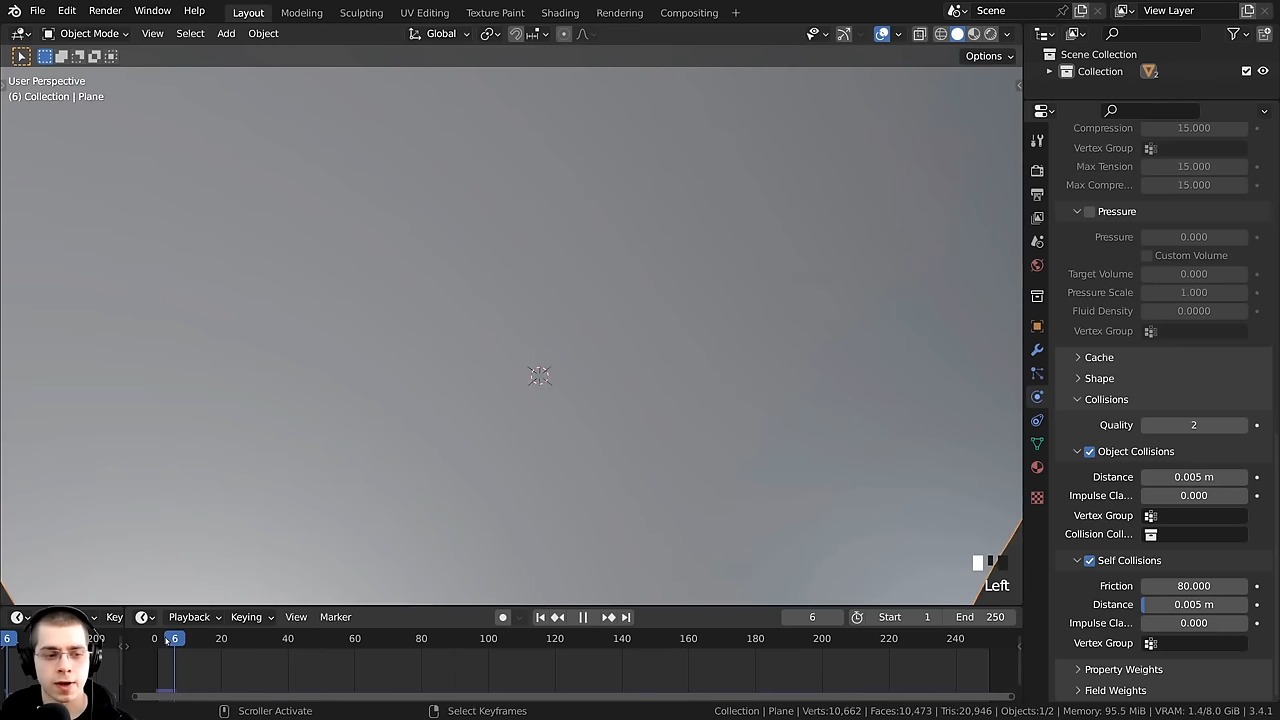 File Edit Render Window Help Layout Modeling Sculpting UV Editing Texture Paint Shading Rendering Compositing + Scene View Layer
Object Mode View Select Add Object Global
Options
User Perspective
(6) Collection | Plane
Scene Collection
Collection 2
Compression 15.000
Vertex Group
Max Tension 15.000
Max Compre... 15.000
Pressure
Pressure 0.000
Custom Volume
Target Volume 0.000
Pressure Scale 1.000
Fluid Density 0.0000
Vertex Group
Cache
Shape
Collisions
Quality 2
Object Collisions
Distance 0.005 m
Impulse Cla... 0.000
Vertex Group
Collision Coll...
Self Collisions
Friction 80.000
Distance 0.005 m
Impulse Cla... 0.000
Vertex Group
Property Weights
Field Weights
Left
Key Playback Keying View Marker 6 Start 1 End 250
6 200 0 6 20 40 60 80 100 120 140 160 180 200 220 240
Scroller Activate Select Keyframes Collection | Plane | Verts:10,662 | Faces:10,473 | Tris:20,946 | Objects:1/2 | Memory: 95.5 MiB | VRAM: 1.4/8.0 GiB | 3.4.1